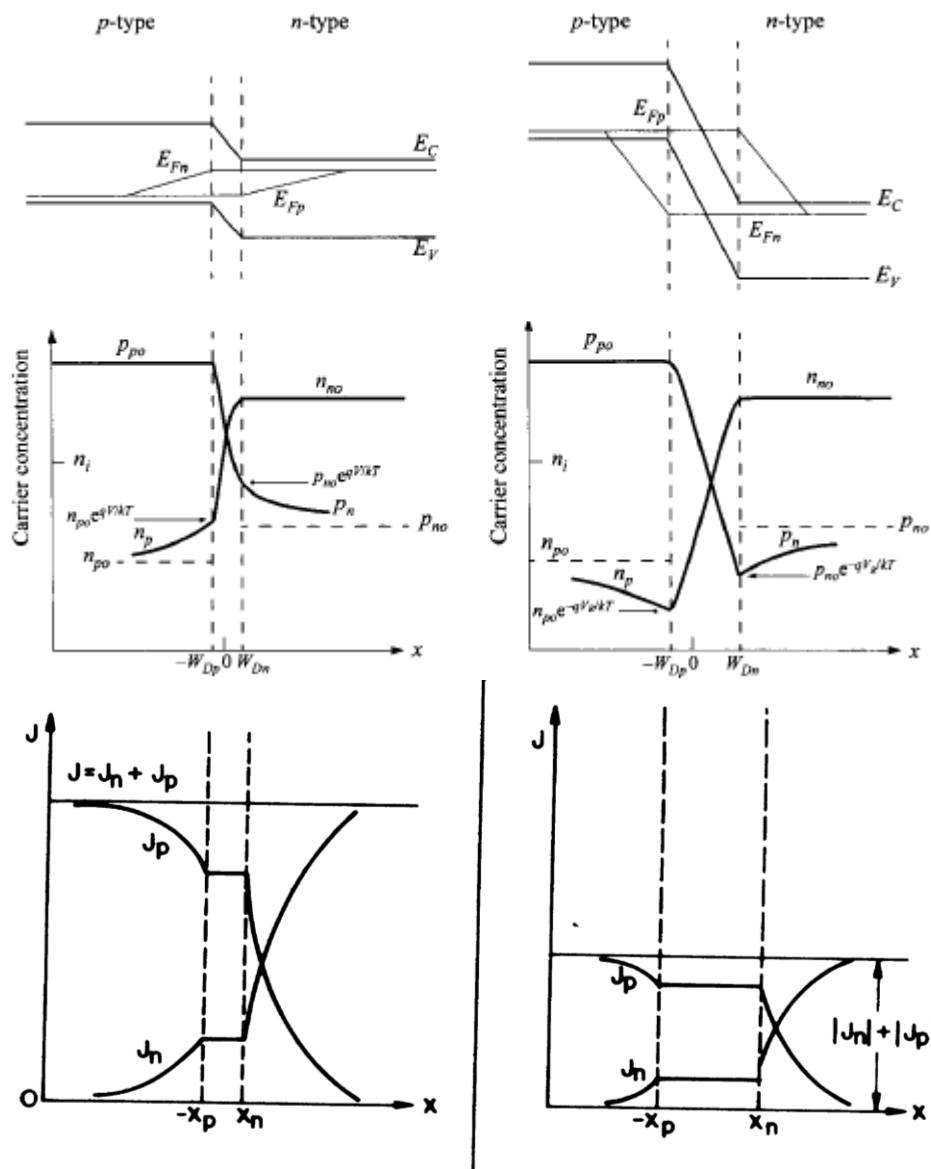 p-type
n-type
E_C
E_Fn
E_Fp
E_V
p-type
n-type
E_Fp
E_C
E_Fn
E_V
Carrier concentration
p_po
n_no
n_i
p_no e^qV/kT
n_po e^qV/kT
n_p
p_n
p_no
n_po
-W_Dp 0 W_Dn
x
Carrier concentration
p_po
n_no
n_i
p_no
n_po
p_n
n_p
p_no e^-qV_R/kT
n_po e^-qV_R/kT
-W_Dp 0
W_Dn
x
J
J = J_n + J_p
J_p
J_n
O
-x_p
x_n
x
J
J_p
|J_n| + |J_p
J_n
-x_p
x_n
x